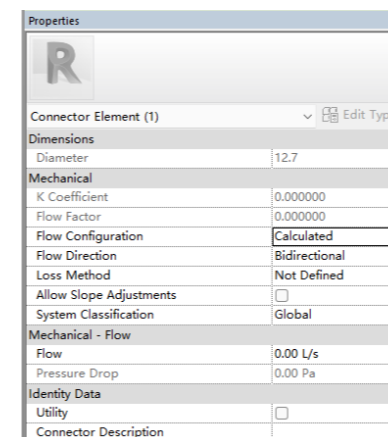 Properties
R
Connector Element (1)
Edit Typ
Dimensions
Diameter 12.7
Mechanical
K Coefficient 0.000000
Flow Factor 0.000000
Flow Configuration Calculated
Flow Direction Bidirectional
Loss Method Not Defined
Allow Slope Adjustments
System Classification Global
Mechanical - Flow
Flow 0.00 L/s
Pressure Drop 0.00 Pa
Identity Data
Utility
Connector Description